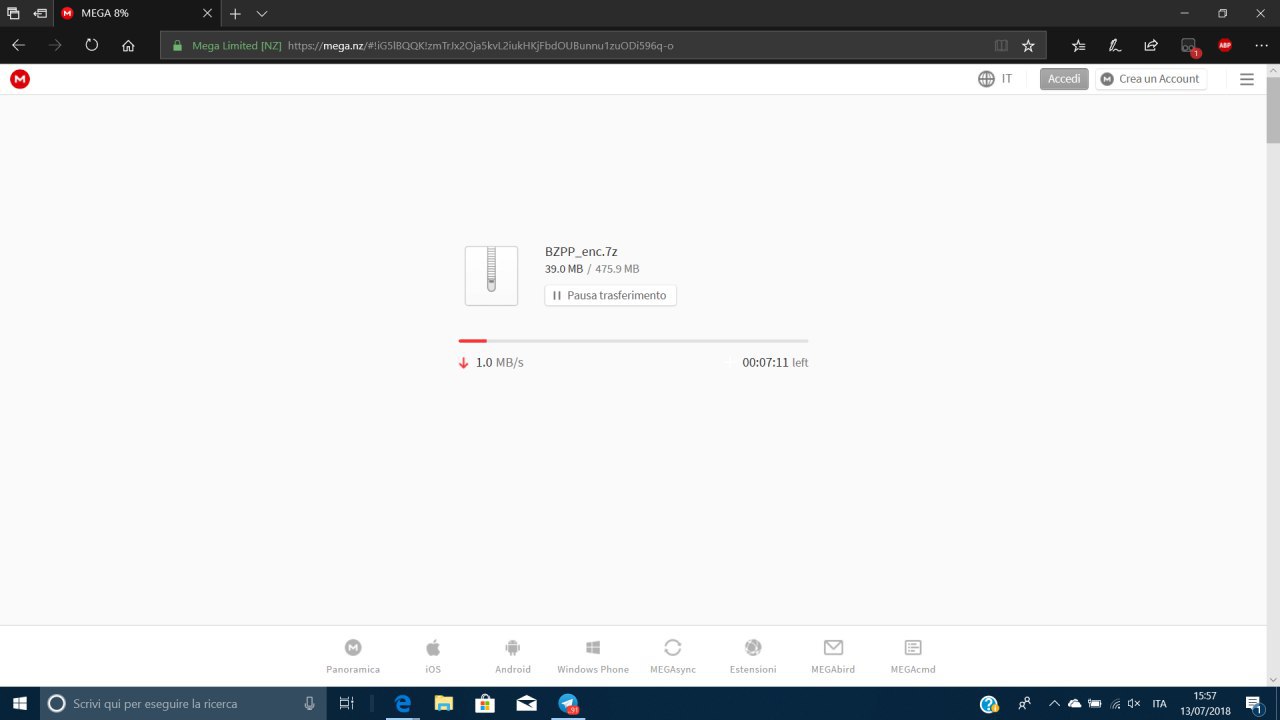 MEGA 8%
Mega Limited [NZ] https://mega.nz/#!iG5lBQQK!zmTrJx2Oja5kvL2iukHKjFbdOUBunnu1zuODi596q-o
1
ABP
IT
Accedi
Crea un Account
BZPP_enc.7z
39.0 MB / 475.9 MB
Pausa trasferimento
1.0 MB/s
00:07:11 left
Panoramica
iOS
Android
Windows Phone
MEGAsync
Estensioni
MEGAbird
MEGAcmd
Scrivi qui per eseguire la ricerca
ITA
15:57
13/07/2018
1